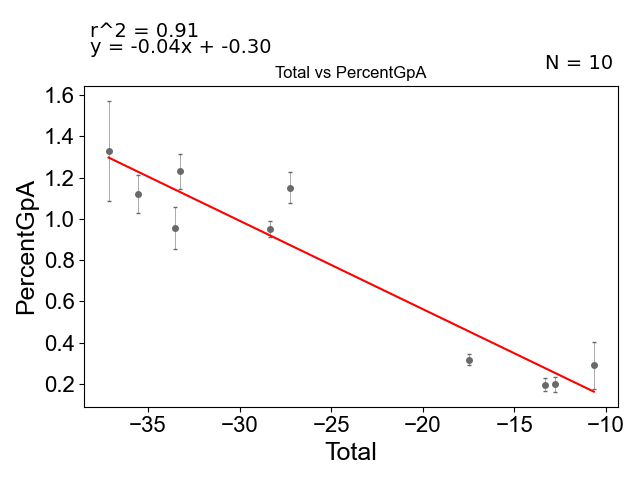 r^2 = 0.91
y = -0.04x + -0.30
N = 10
Total vs PercentGpA
1.6
1.4
1.2
1.0
0.8
0.6
0.4
0.2
PercentGpA
−35
−30
−25
−20
−15
−10
Total